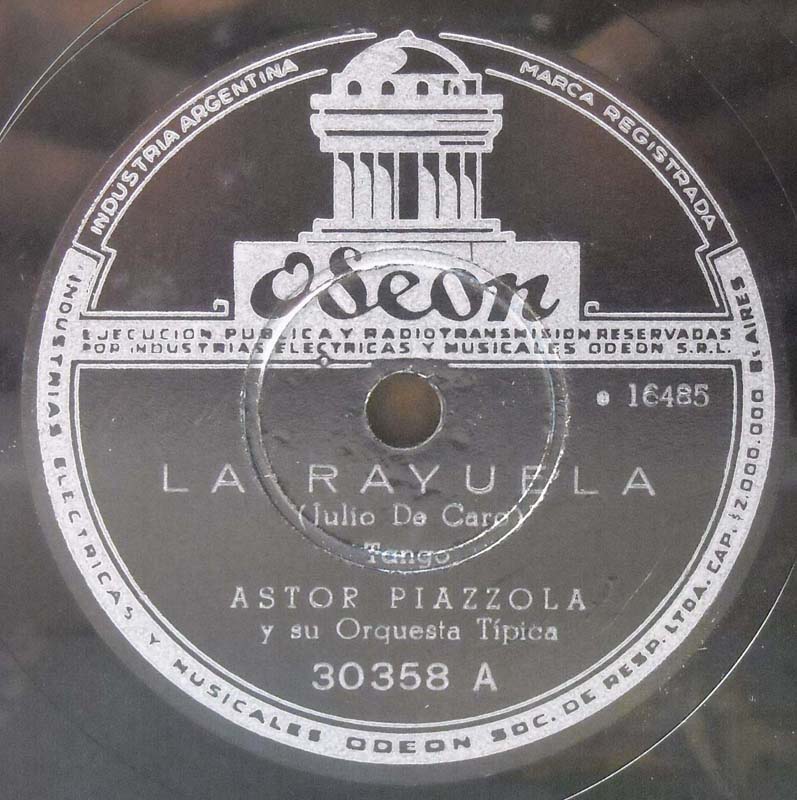 INDUSTRIA ARGENTINA
MARCA REGISTRADA
Odeon
EJECUCION PUBLICA Y RADIOTRANSMISION RESERVADAS
POR INDUSTRIAS ELECTRICAS Y MUSICALES ODEON S.R.L.
e 16485
LA RAYUELA
(Julio De Caro)
Tango
ASTOR PIAZZOLA
y su Orquesta Típica
30358 A
INDUSTRIAS ELECTRICAS Y MUSICALES ODEON SOC. DE RESP. LTDA. CAP. $2.000.000 Bs AIRES